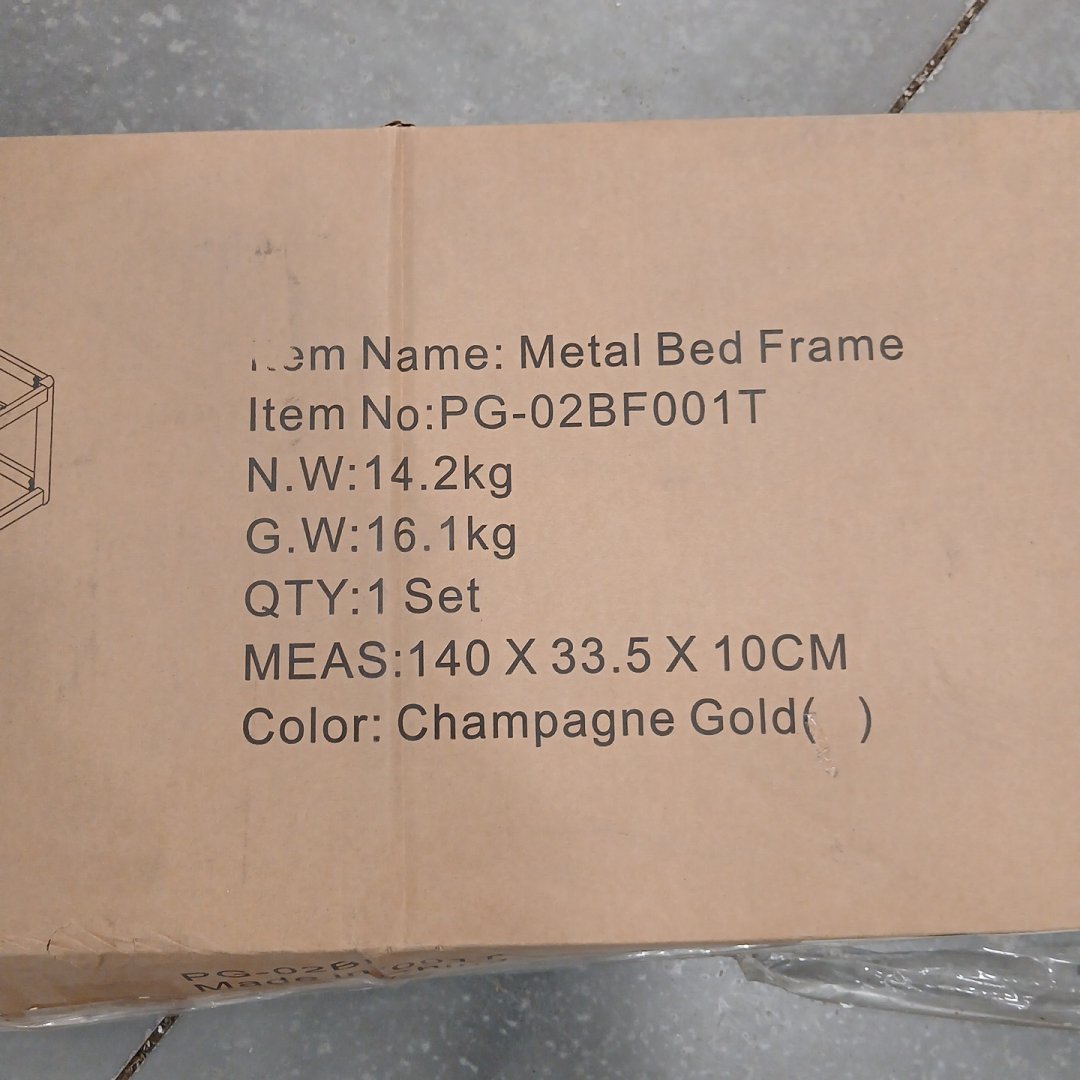 Item Name: Metal Bed Frame
Item No:PG-02BF001T
N.W:14.2kg
G.W:16.1kg
QTY:1 Set
MEAS:140 X 33.5 X 10CM
Color: Champagne Gold( )
Made